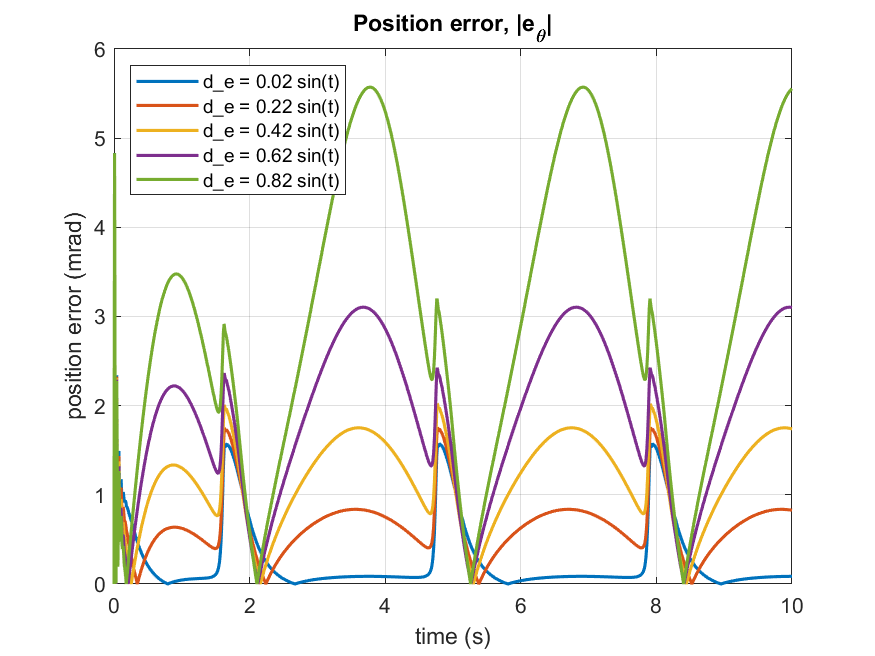 Position error, |e_θ|
6
d_e = 0.02 sin(t)
d_e = 0.22 sin(t)
d_e = 0.42 sin(t)
d_e = 0.62 sin(t)
d_e = 0.82 sin(t)
5
4
3
2
1
0
position error (mrad)
0 2 4 6 8 10
time (s)